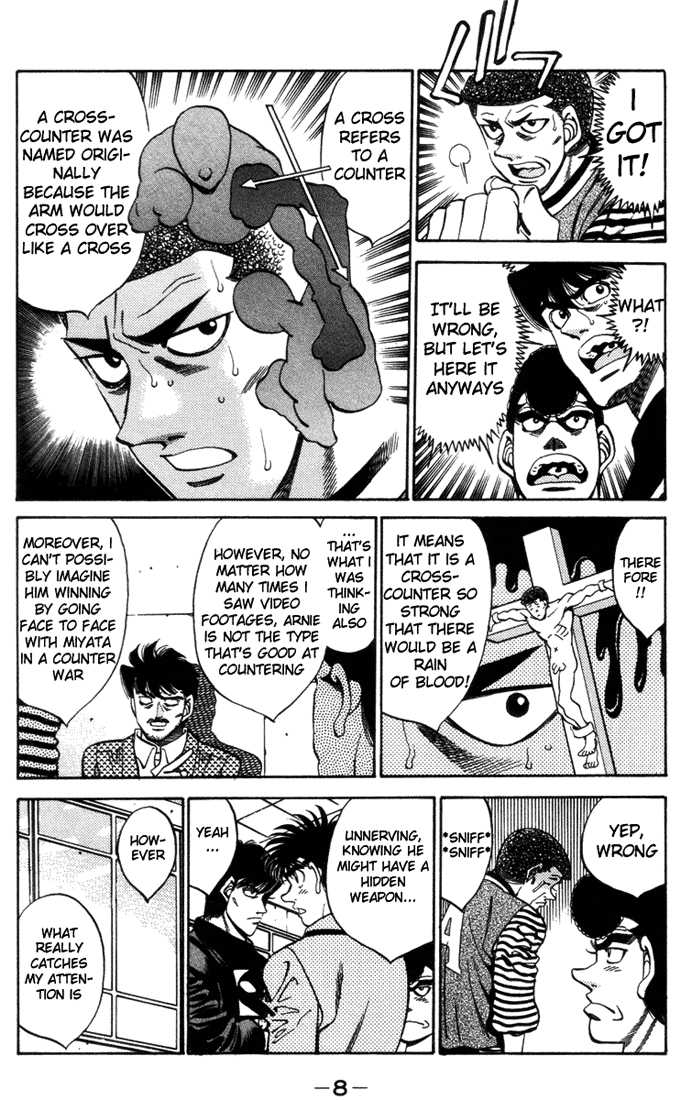 I
GOT
IT!
A CROSS
REFERS
TO A
COUNTER
A CROSS-
COUNTER WAS
NAMED ORIGI-
NALLY
BECAUSE THE
ARM WOULD
CROSS OVER
LIKE A CROSS
WHAT
?!
IT'LL BE
WRONG,
BUT LET'S
HERE IT
ANYWAYS
THERE
FORE
!!
IT MEANS
THAT IT IS A
CROSS-
COUNTER SO
STRONG
THAT THERE
WOULD BE A
RAIN
OF BLOOD!
...
THAT'S
WHAT I
WAS
THINK-
ING
ALSO
HOWEVER, NO
MATTER HOW
MANY TIMES I
SAW VIDEO
FOOTAGES, ARNIE
IS NOT THE TYPE
THAT'S GOOD AT
COUNTERING
MOREOVER, I
CAN'T POSSI-
BLY IMAGINE
HIM WINNING
BY GOING
FACE TO FACE
WITH MIYATA
IN A COUNTER
WAR
YEP,
WRONG
*SNIFF*
*SNIFF*
A
UNNERVING,
KNOWING HE
MIGHT HAVE A
HIDDEN
WEAPON...
YEAH
...
HOW-
EVER
WHAT
REALLY
CATCHES
MY ATTEN-
TION IS
—8—